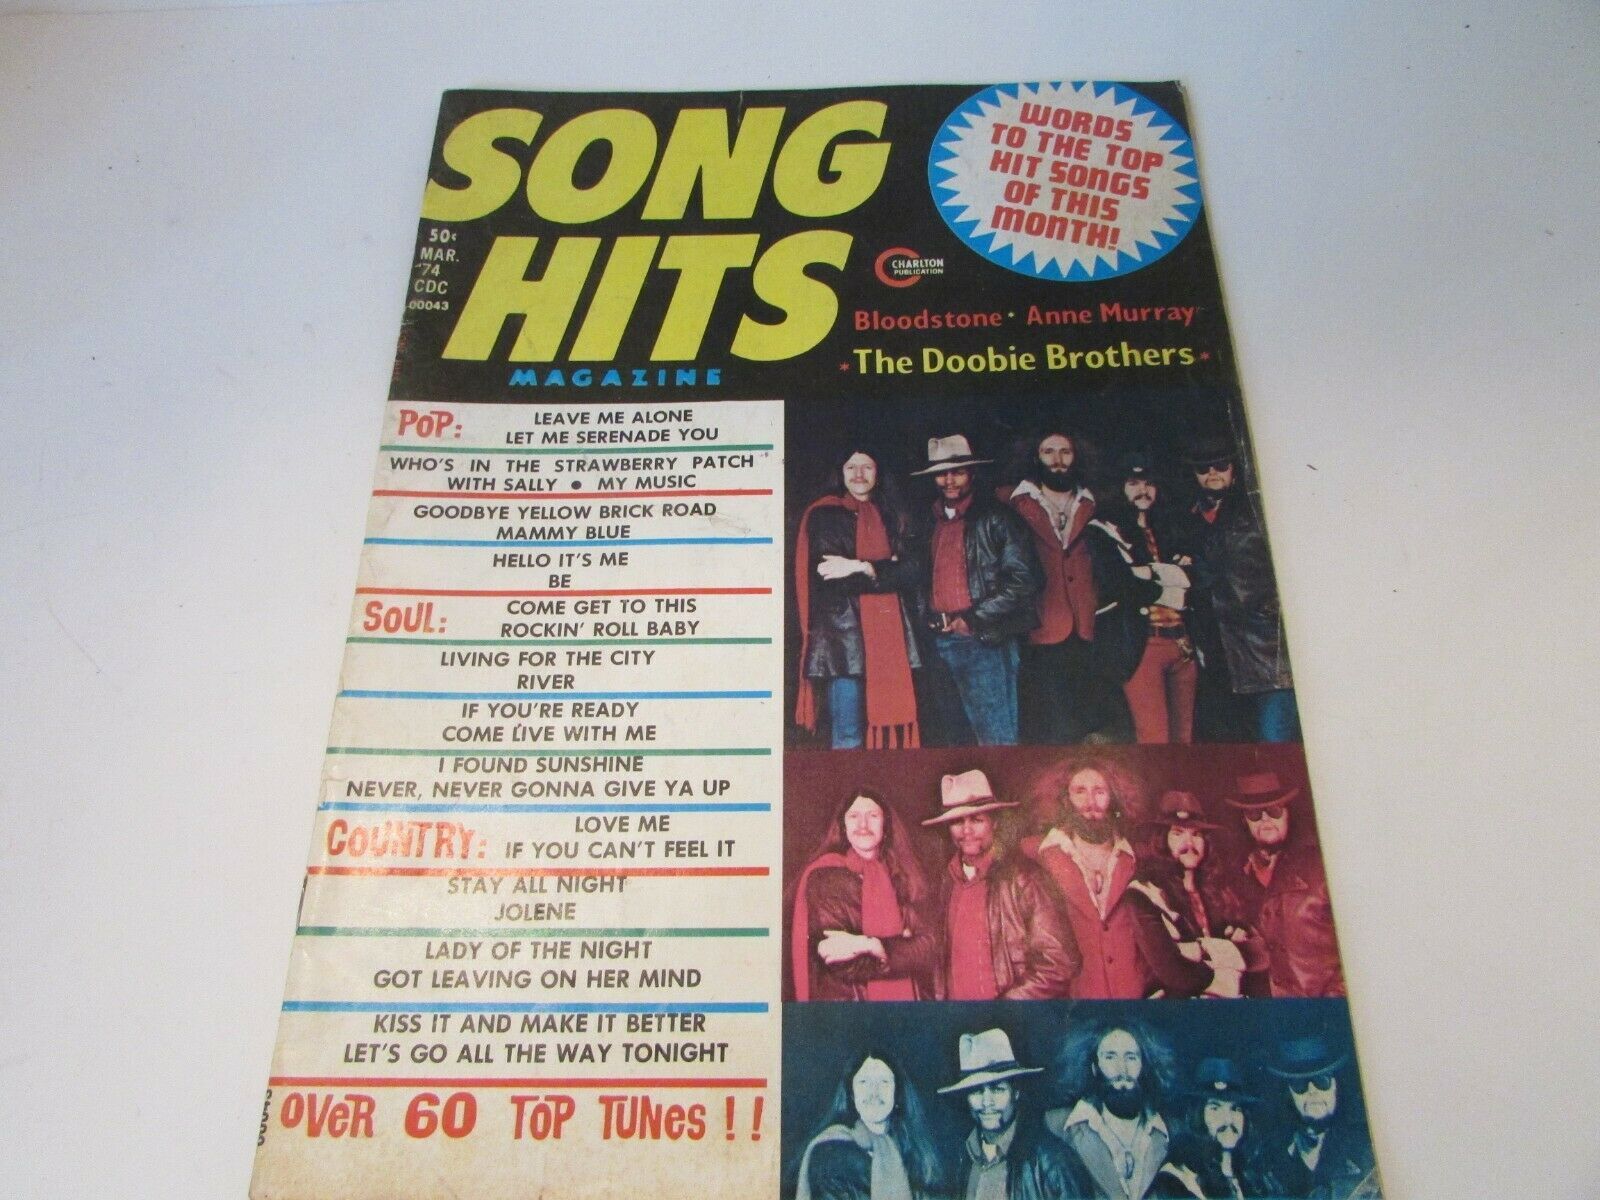 SONG
HITS
MAGAZINE
50¢
MAR.
'74
CDC
00043
WORDS
TO THE TOP
HIT SONGS
OF THIS
MONTH!
CHARLTON
PUBLICATION
Bloodstone · Anne Murray
* The Doobie Brothers *
POP:
LEAVE ME ALONE
LET ME SERENADE YOU
WHO'S IN THE STRAWBERRY PATCH
WITH SALLY ● MY MUSIC
GOODBYE YELLOW BRICK ROAD
MAMMY BLUE
HELLO IT'S ME
BE
SOUL:
COME GET TO THIS
ROCKIN' ROLL BABY
LIVING FOR THE CITY
RIVER
IF YOU'RE READY
COME LIVE WITH ME
I FOUND SUNSHINE
NEVER, NEVER GONNA GIVE YA UP
COUNTRY:
LOVE ME
IF YOU CAN'T FEEL IT
STAY ALL NIGHT
JOLENE
LADY OF THE NIGHT
GOT LEAVING ON HER MIND
KISS IT AND MAKE IT BETTER
LET'S GO ALL THE WAY TONIGHT
OVER 60 TOP TUNES!!